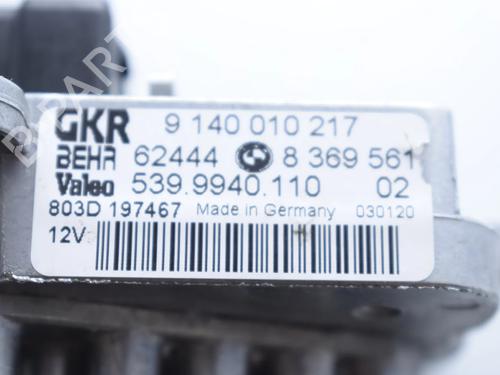 GKR 9 140 010 217
BEHR 62444 8 369 561
Valeo 539.9940.110 02
803D 197467 Made in Germany 030120
12V